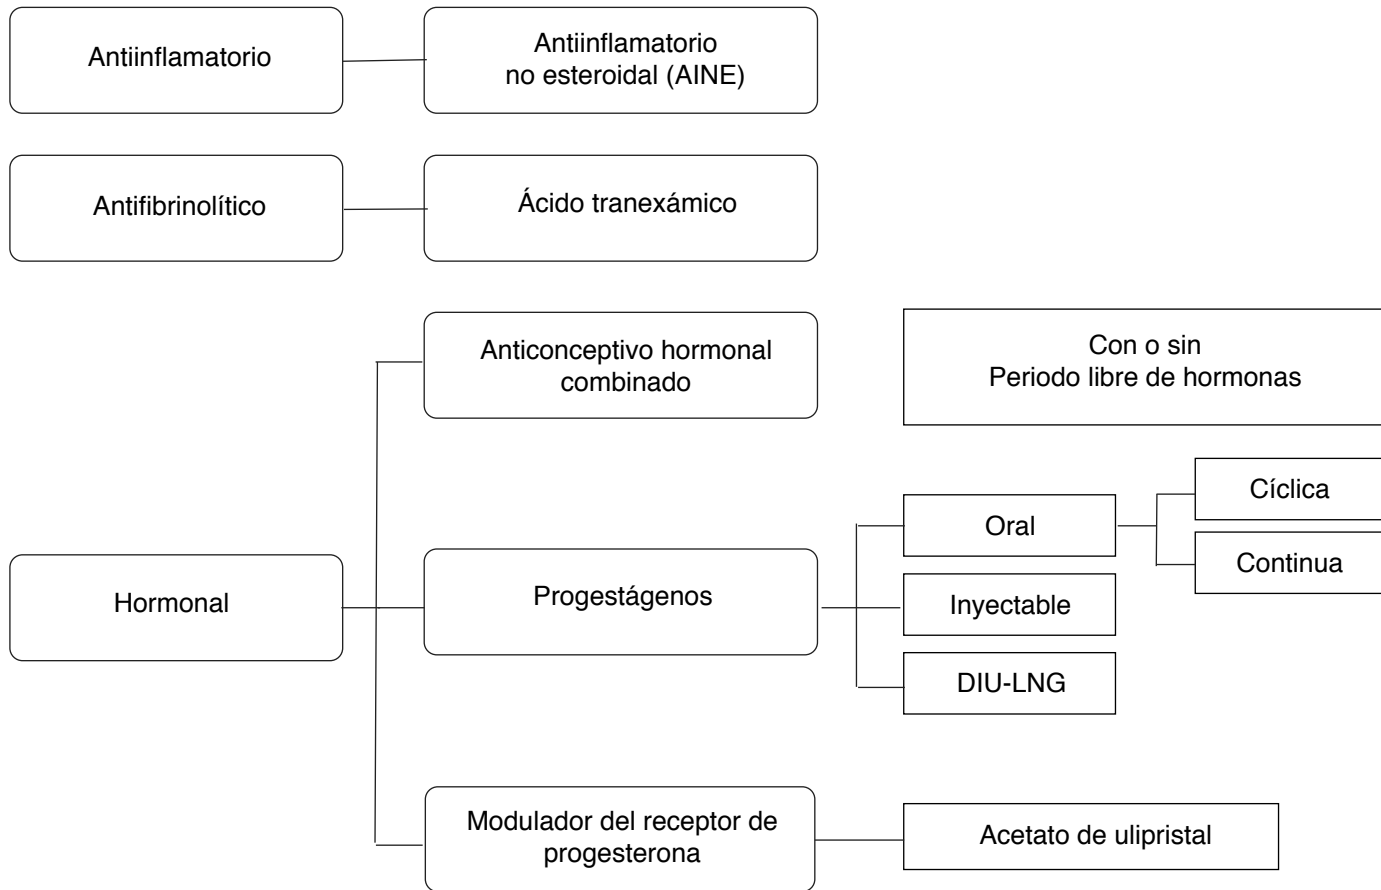 Antiinflamatorio
Antiinflamatorio
no esteroidal (AINE)
Antifibrinolítico
Ácido tranexámico
Anticonceptivo hormonal
combinado
Con o sin
Periodo libre de hormonas
Hormonal
Progestágenos
Oral
Cíclica
Continua
Inyectable
DIU-LNG
Modulador del receptor de
progesterona
Acetato de ulipristal